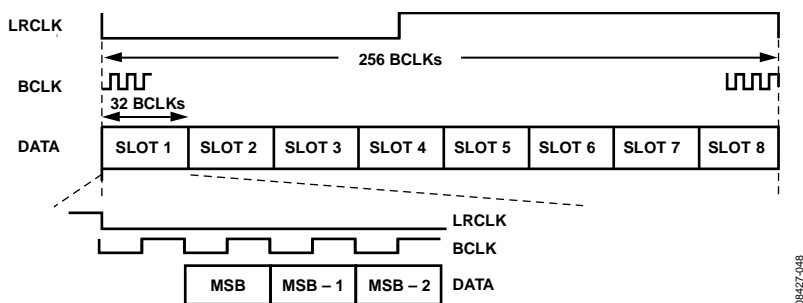 LRCLK
256 BCLKs
BCLK
32 BCLKs
DATA SLOT 1 SLOT 2 SLOT 3 SLOT 4 SLOT 5 SLOT 6 SLOT 7 SLOT 8
LRCLK
BCLK
MSB MSB – 1 MSB – 2 DATA
08427-048